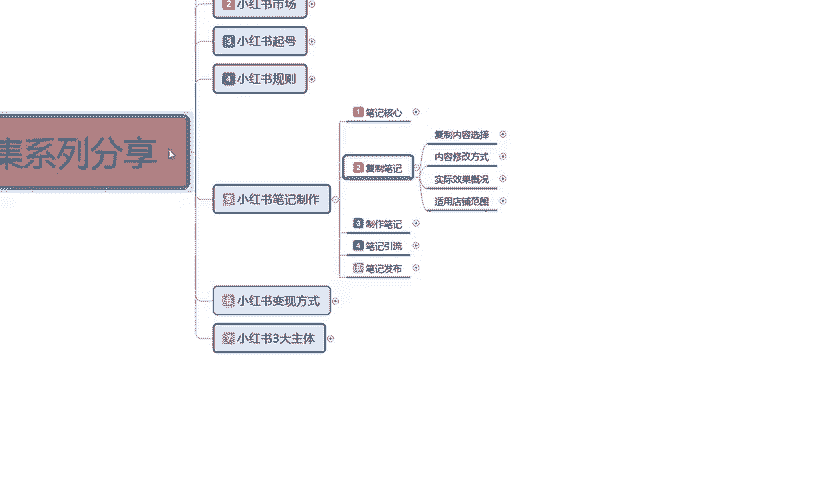 2 小红书市场
3 小红书起号
4 小红书规则
集系列分享
小红书笔记制作
1 笔记核心
2 复制笔记
复制内容选择
内容修改方式
实际效果概况
适用店铺范围
3 制作笔记
4 笔记引流
笔记发布
小红书变现方式
小红书3大主体